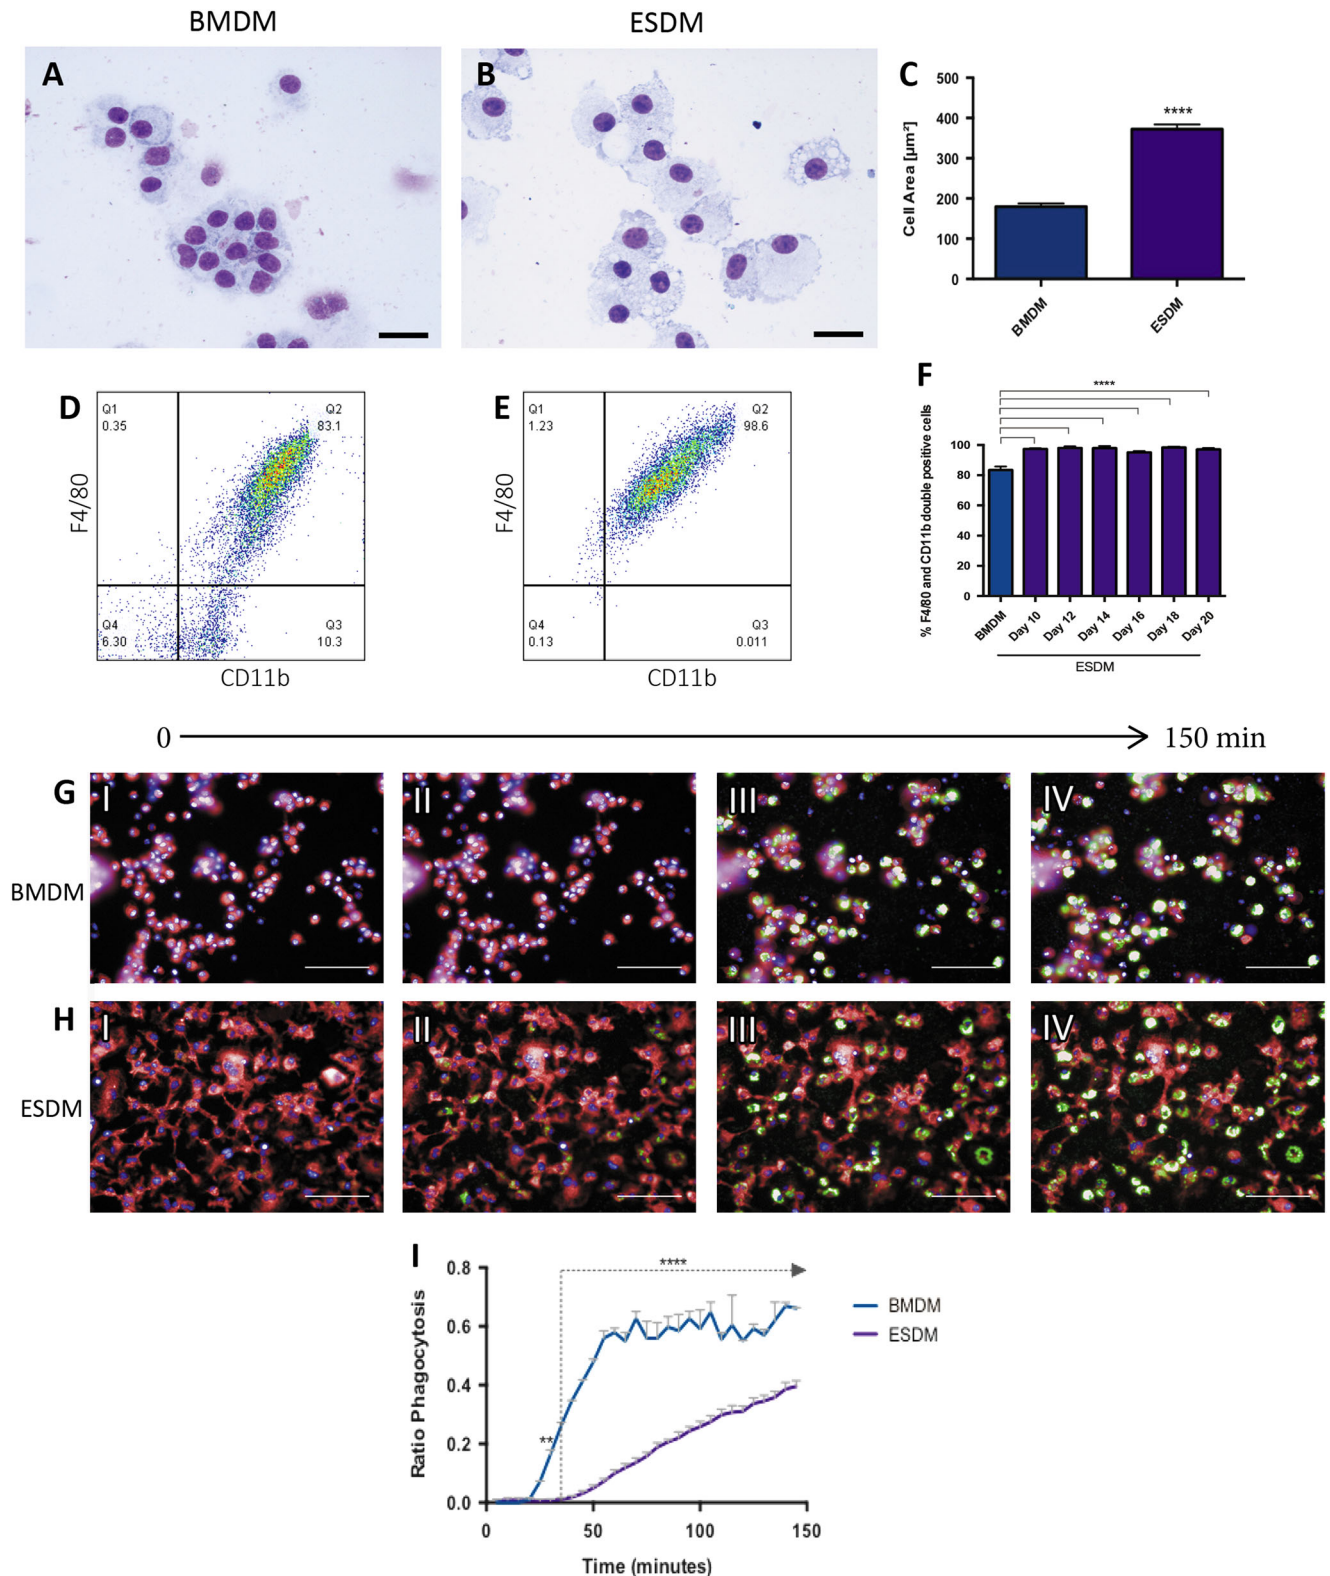 BMDM
ESDM
A
B
C
500
400
300
200
100
0
Cell Area [µm²]
****
BMDM
ESDM
D
Q1
0.35
Q2
83.1
Q4
6.30
Q3
10.3
F4/80
CD11b
E
Q1
1.23
Q2
98.6
Q4
0.13
Q3
0.011
F4/80
CD11b
F
****
% F4/80 and CD11b double positive cells
100
80
60
40
20
0
BMDM
Day 10
Day 12
Day 14
Day 16
Day 18
Day 20
ESDM
0
150 min
G
I
II
III
IV
BMDM
H
I
II
III
IV
ESDM
I
****
0.8
0.6
0.4
0.2
0.0
Ratio Phagocytosis
**
0
50
100
150
Time (minutes)
BMDM
ESDM